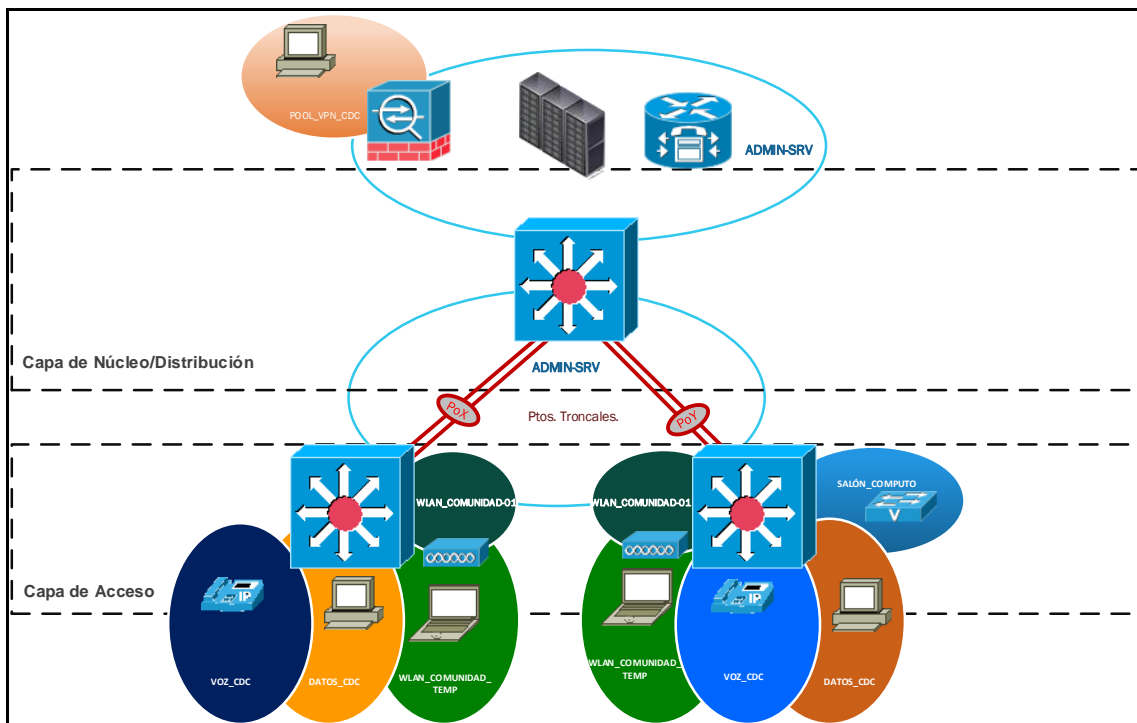 POOL_VPN_CDC
ADMIN-SRV
Capa de Núcleo/Distribución
ADMIN-SRV
PoX
Ptos. Troncales.
PoY
WLAN_COMUNIDAD-01
WLAN_COMUNIDAD-01
SALÓN_COMPUTO
V
Capa de Acceso
IP
IP
VOZ_CDC
DATOS_CDC
WLAN_COMUNIDAD_
TEMP
WLAN_COMUNIDAD_
TEMP
VOZ_CDC
DATOS_CDC